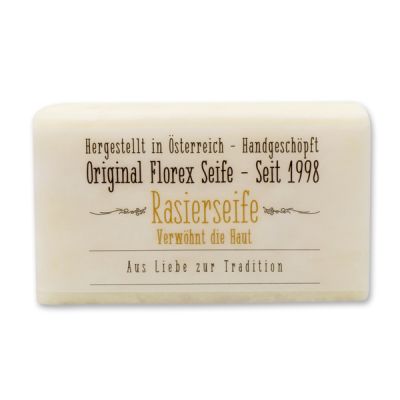 Hergestellt in Österreich - Handgeschöpft
Original Florex Seife - Seit 1998
Rasierseife
Verwöhnt die Haut
Aus Liebe zur Tradition